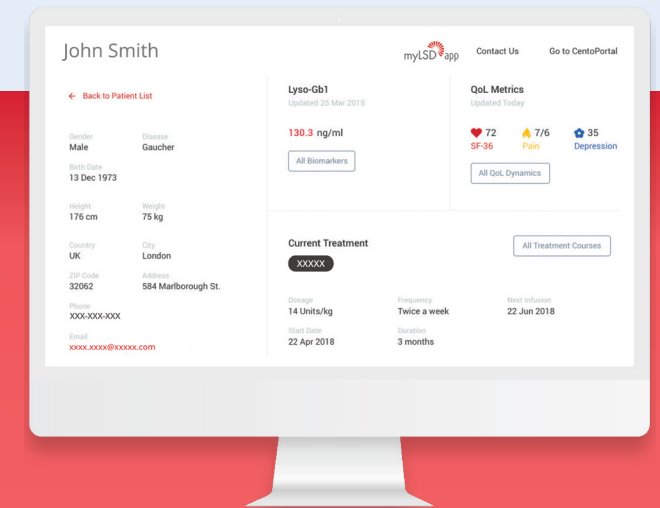 John Smith
myLSD app
Contact Us
Go to CentoPortal
← Back to Patient List
Gender
Disease
Male
Gaucher
Birth Date
13 Dec 1973
Height
Weight
176 cm
75 kg
Country
City
UK
London
ZIP Code
Address
32062
584 Marlborough St.
Phone
XXX-XXX-XXX
Email
xxxx.xxxx@xxxxx.com
Lyso-Gb1
Updated 25 Mar 2018
130.3 ng/ml
All Biomarkers
QoL Metrics
Updated Today
72
7/6
35
SF-36
Pain
Depression
All QoL Dynamics
Current Treatment
All Treatment Courses
XXXXX
Dosage
Frequency
Next Infusion
14 Units/kg
Twice a week
22 Jun 2018
Start Date
Duration
22 Apr 2018
3 months